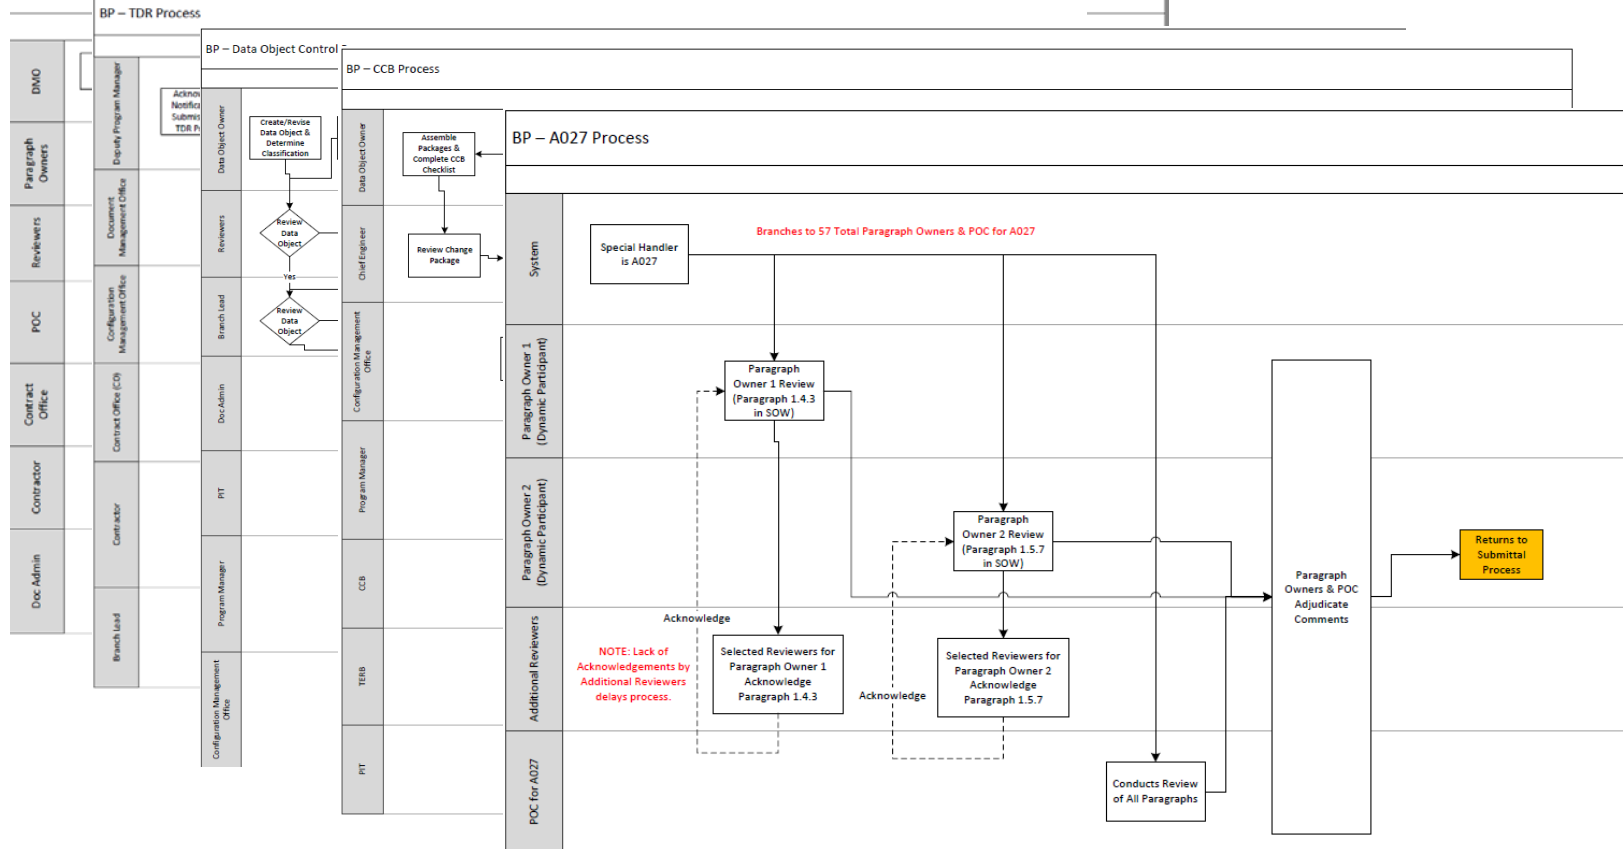 BP – TDR Process
DMO
Paragraph
Owners
Reviewers
POC
Contract
Office
Contractor
Doc Admin
Deputy Program Manager
Document
Management Office
Configuration
Management Office
Contract Office (CO)
Contractor
Branch Lead
TDR
BP – Data Object Control
Data Object Owner
Reviewers
Branch Lead
Doc Admin
PIT
Program Manager
Configuration Management
Office
Create/Revise
Data Object &
Determine
Classification
Review
Data
Object
Yes
Review
Data
Object
BP – CCB Process
Data Object Owner
Chief Engineer
Configuration Management
Office
Program Manager
CCB
TERB
PIT
Assemble
Packages &
Complete CCB
Checklist
Review Change
Package
BP – A027 Process
System
Paragraph Owner 1
(Dynamic Participant)
Paragraph Owner 2
(Dynamic Participant)
Additional Reviewers
POC for A027
Special Handler
is A027
Branches to 57 Total Paragraph Owners & POC for A027
Paragraph
Owner 1 Review
(Paragraph 1.4.3
in SOW)
Paragraph
Owner 2 Review
(Paragraph 1.5.7
in SOW)
Acknowledge
NOTE: Lack of
Acknowledgements by
Additional Reviewers
delays process.
Selected Reviewers for
Paragraph Owner 1
Acknowledge
Paragraph 1.4.3
Acknowledge
Selected Reviewers for
Paragraph Owner 2
Acknowledge
Paragraph 1.5.7
Conducts Review
of All Paragraphs
Paragraph
Owners & POC
Adjudicate
Comments
Returns to
Submittal
Process